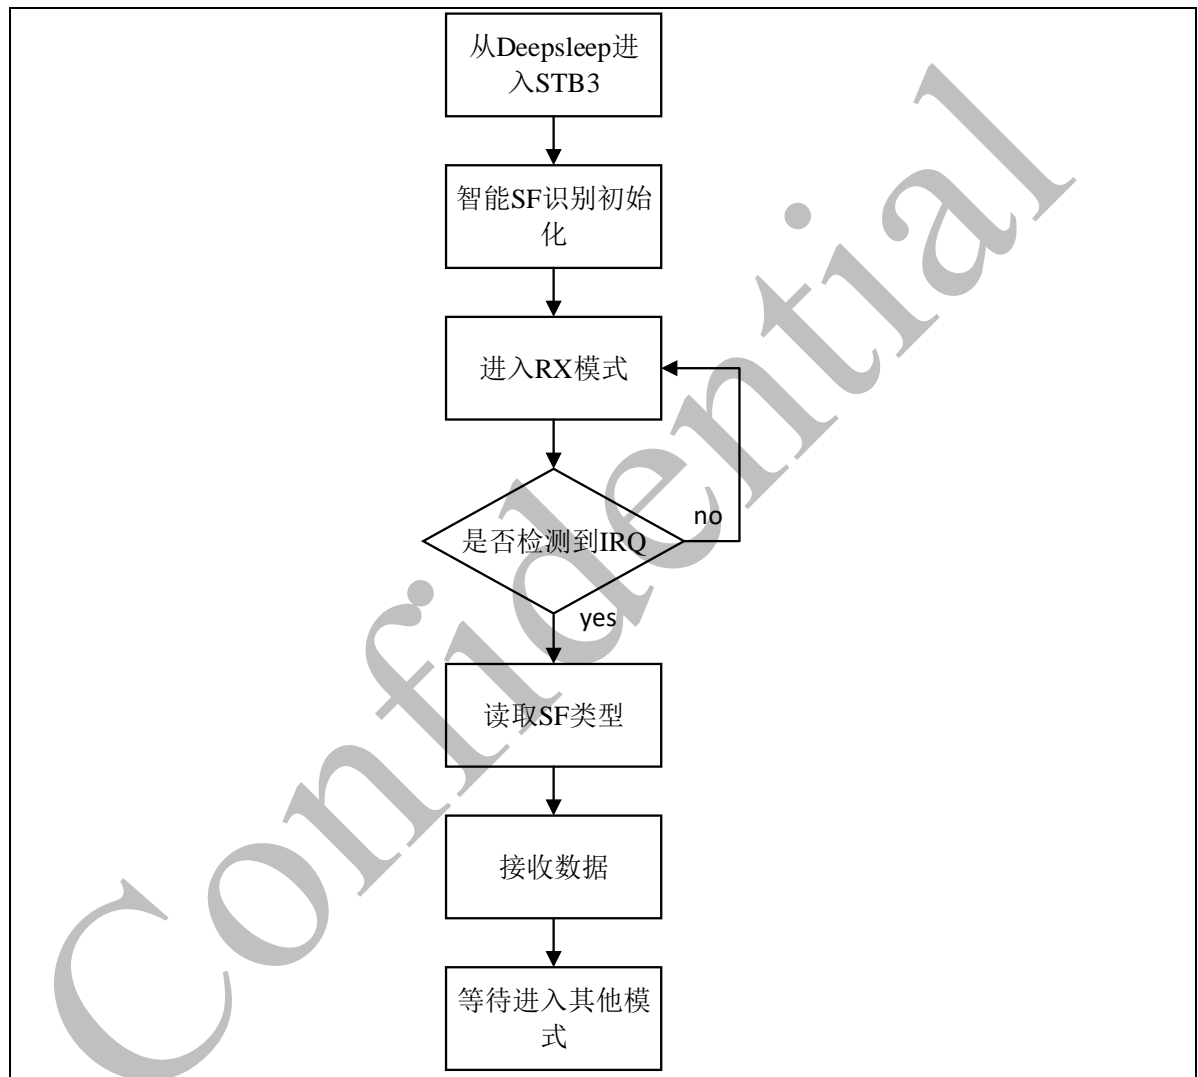 从Deepsleep进
入STB3
智能SF识别初始
化
进入RX模式
是否检测到IRQ
no
yes
读取SF类型
接收数据
等待进入其他模
式
Confidential